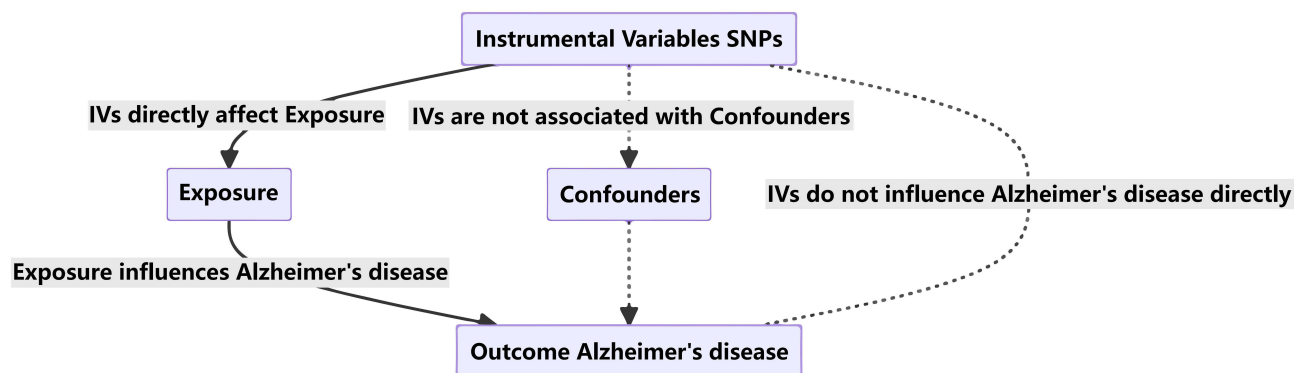 Instrumental Variables SNPs
IVs directly affect Exposure
IVs are not associated with Confounders
Exposure
Confounders
IVs do not influence Alzheimer's disease directly
Exposure influences Alzheimer's disease
Outcome Alzheimer's disease